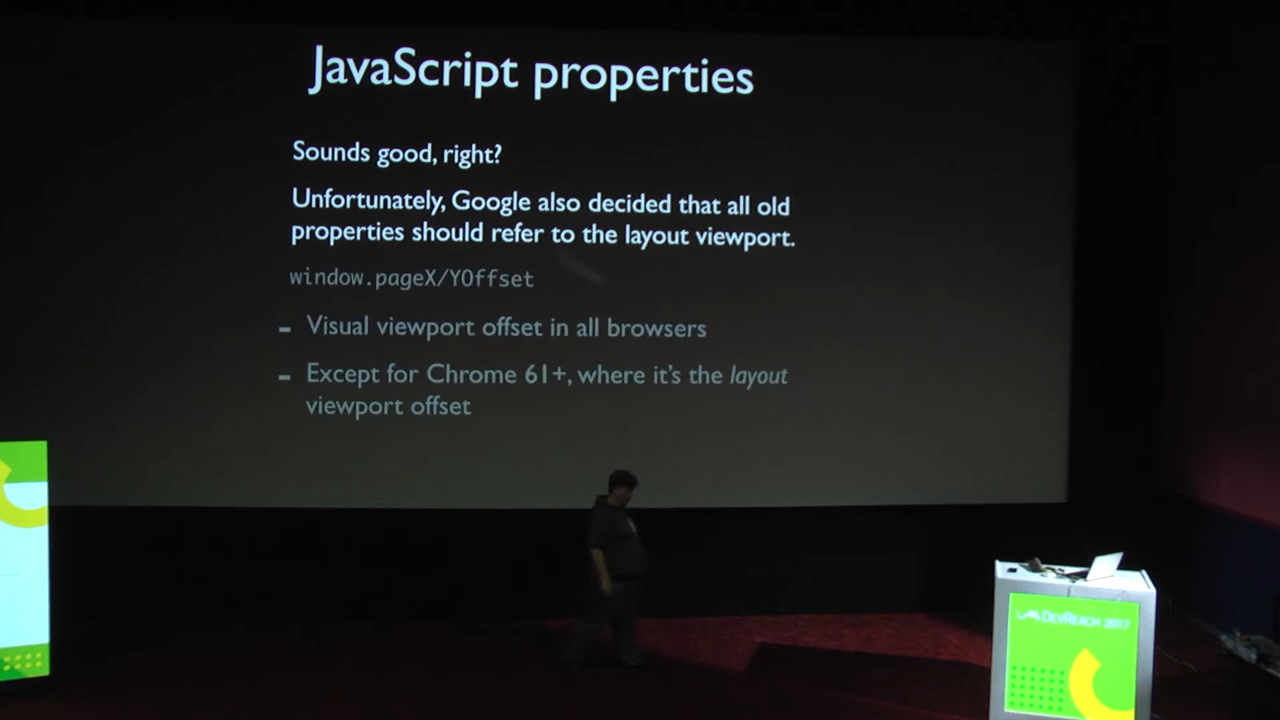 JavaScript properties
Sounds good, right?
Unfortunately, Google also decided that all old
properties should refer to the layout viewport.
window.pageX/YOffset
- Visual viewport offset in all browsers
- Except for Chrome 61+, where it's the layout
viewport offset
DEVREACH 2017